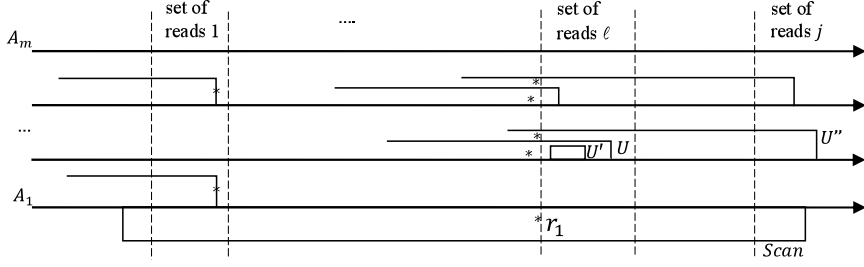 set of
reads 1
....
set of
reads ℓ
set of
reads j
A_m
*
*
*
...
*
*
U'
U
U''
A_1
*
* r_1
Scan